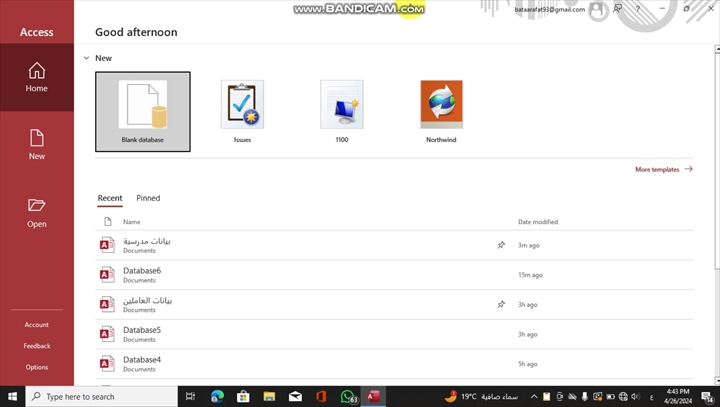 www.BANDICAM.com
Access
bataarafat93@gmail.com
?
Good afternoon
New
Home
New
Open
Account
Feedback
Options
Blank database
Issues
1100
Northwind
More templates
Recent
Pinned
Name
Date modified
بيانات مدرسية
Documents
3m ago
Database6
Documents
15m ago
بيانات العاملين
Documents
3h ago
Database5
Documents
3h ago
Database4
Documents
5h ago
Type here to search
63
19°C
سماء صافية
ع
4:43 PM
4/26/2024
14